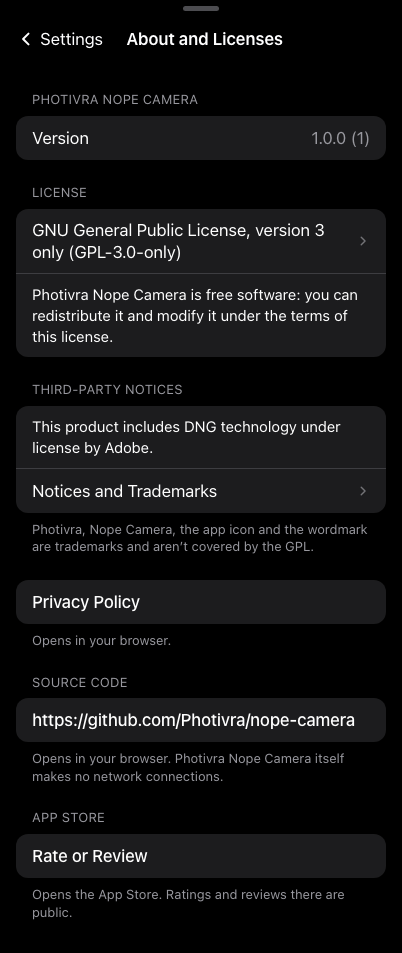 Settings
About and Licenses
PHOTIVRA NOPE CAMERA
Version
1.0.0 (1)
LICENSE
GNU General Public License, version 3
only (GPL-3.0-only)
Photivra Nope Camera is free software: you can
redistribute it and modify it under the terms of
this license.
THIRD-PARTY NOTICES
This product includes DNG technology under
license by Adobe.
Notices and Trademarks
Photivra, Nope Camera, the app icon and the wordmark
are trademarks and aren’t covered by the GPL.
Privacy Policy
Opens in your browser.
SOURCE CODE
https://github.com/Photivra/nope-camera
Opens in your browser. Photivra Nope Camera itself
makes no network connections.
APP STORE
Rate or Review
Opens the App Store. Ratings and reviews there are
public.